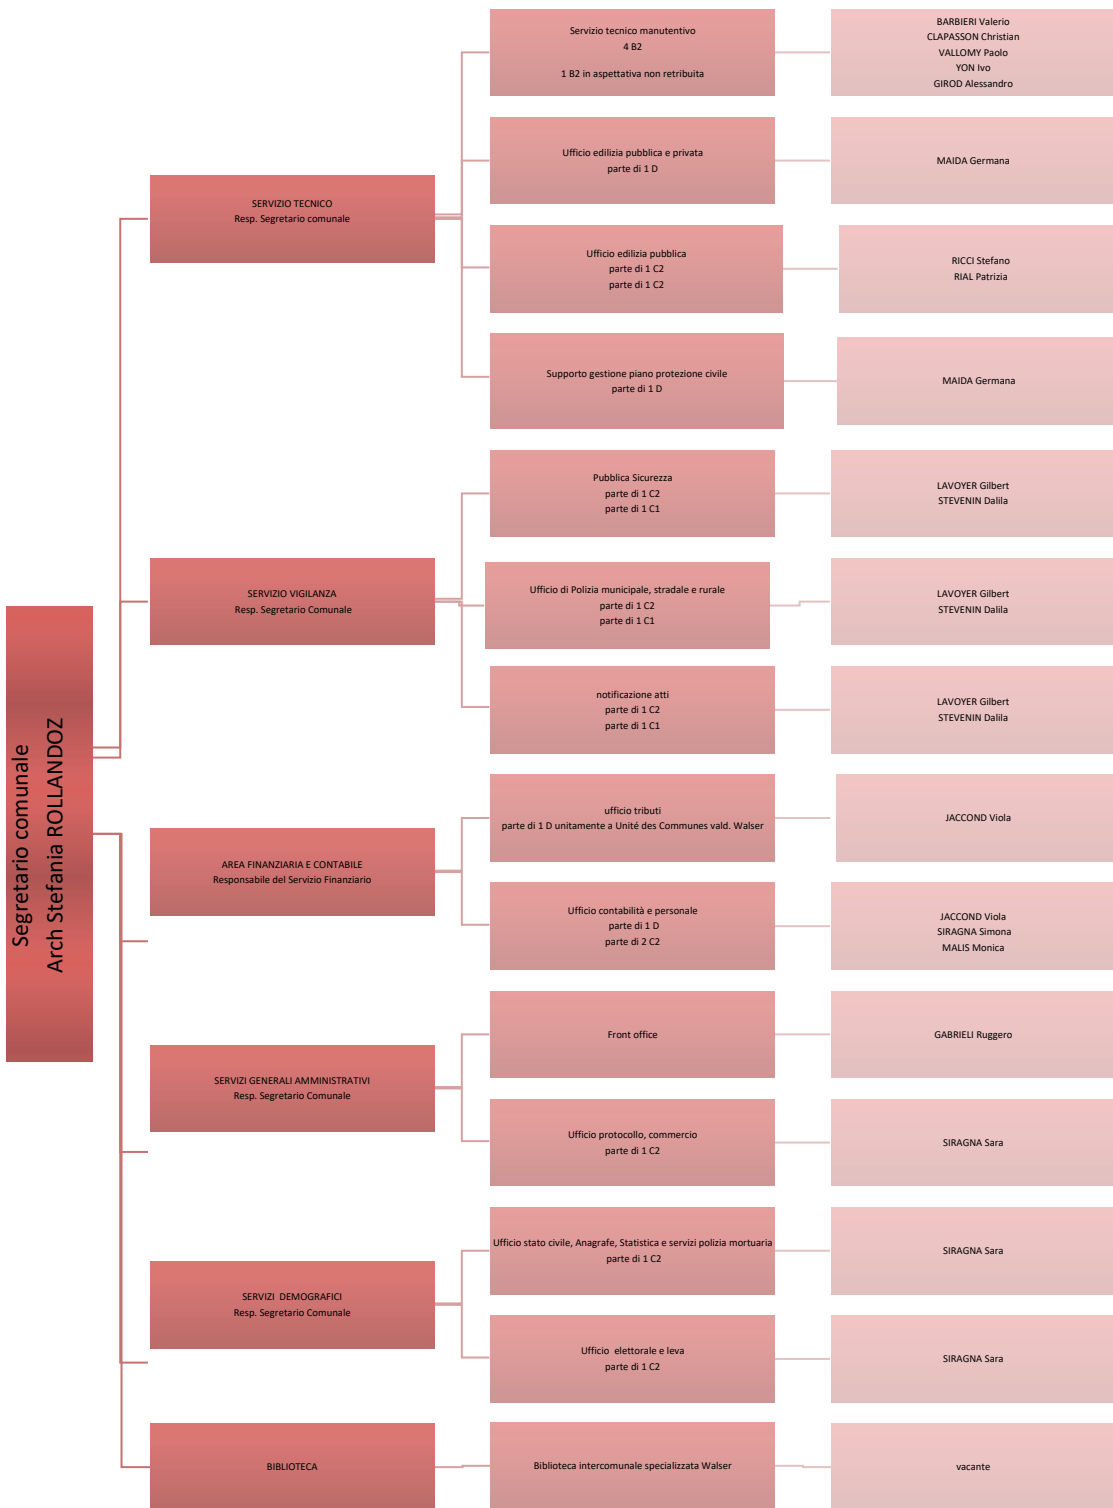 Segretario comunale
Arch Stefania ROLLANDOZ
SERVIZIO TECNICO
Resp. Segretario comunale
Servizio tecnico manutentivo
4 B2
1 B2 in aspettativa non retribuita
BARBIERI Valerio
CLAPASSON Christian
VALLOMY Paolo
YON Ivo
GIROD Alessandro
Ufficio edilizia pubblica e privata
parte di 1 D
MAIDA Germana
Ufficio edilizia pubblica
parte di 1 C2
parte di 1 C2
RICCI Stefano
RIAL Patrizia
Supporto gestione piano protezione civile
parte di 1 D
MAIDA Germana
SERVIZIO VIGILANZA
Resp. Segretario Comunale
Pubblica Sicurezza
parte di 1 C2
parte di 1 C1
LAVOYER Gilbert
STEVENIN Dalila
Ufficio di Polizia municipale, stradale e rurale
parte di 1 C2
parte di 1 C1
LAVOYER Gilbert
STEVENIN Dalila
notificazione atti
parte di 1 C2
parte di 1 C1
LAVOYER Gilbert
STEVENIN Dalila
AREA FINANZIARIA E CONTABILE
Responsabile del Servizio Finanziario
ufficio tributi
parte di 1 D unitamente a Unité des Communes vald. Walser
JACCOND Viola
Ufficio contabilità e personale
parte di 1 D
parte di 2 C2
JACCOND Viola
SIRAGNA Simona
MALIS Monica
SERVIZI GENERALI AMMINISTRATIVI
Resp. Segretario Comunale
Front office
GABRIELI Ruggero
Ufficio protocollo, commercio
parte di 1 C2
SIRAGNA Sara
SERVIZI DEMOGRAFICI
Resp. Segretario Comunale
Ufficio stato civile, Anagrafe, Statistica e servizi polizia mortuaria
parte di 1 C2
SIRAGNA Sara
Ufficio elettorale e leva
parte di 1 C2
SIRAGNA Sara
BIBLIOTECA
Biblioteca intercomunale specializzata Walser
vacante